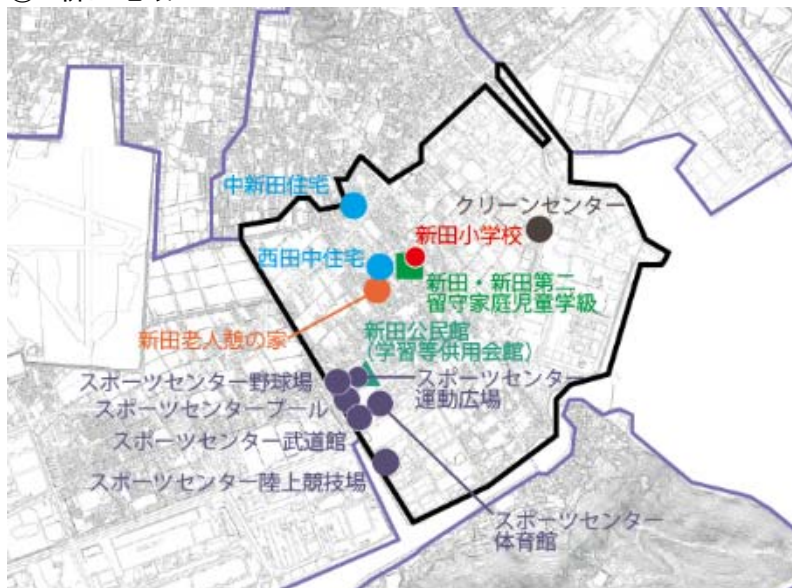 中新田住宅
クリーンセンター
新田小学校
西田中住宅
新田・新田第二
留守家庭児童学級
新田老人憩の家
新田公民館
（学習等供用会館）
スポーツセンター野球場
スポーツセンター
運動広場
スポーツセンタープール
スポーツセンター武道館
スポーツセンター陸上競技場
スポーツセンター
体育館